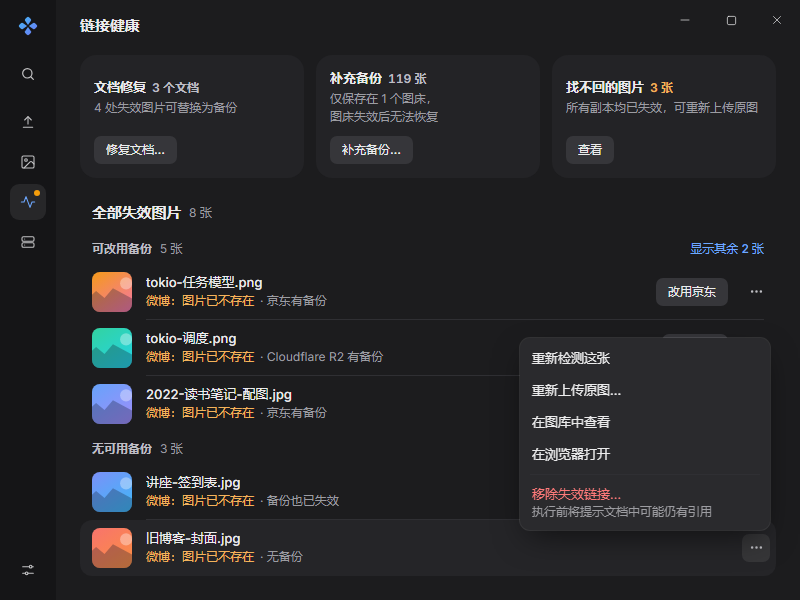 链接健康
文档修复 3 个文档
4 处失效图片可替换为备份
修复文档...
补充备份 119 张
仅保存在 1 个图床，
图床失效后无法恢复
补充备份...
找不回的图片 3 张
所有副本均已失效，可重新上传原图
查看
全部失效图片 8 张
可改用备份 5 张
显示其余 2 张
tokio-任务模型.png
微博：图片已不存在 · 京东有备份
改用京东
tokio-调度.png
微博：图片已不存在 · Cloudflare R2 有备份
2022-读书笔记-配图.jpg
微博：图片已不存在 · 京东有备份
无可用备份 3 张
讲座-签到表.jpg
微博：图片已不存在 · 备份也已失效
旧博客-封面.jpg
微博：图片已不存在 · 无备份
重新检测这张
重新上传原图...
在图库中查看
在浏览器打开
移除失效链接...
执行前将提示文档中可能仍有引用